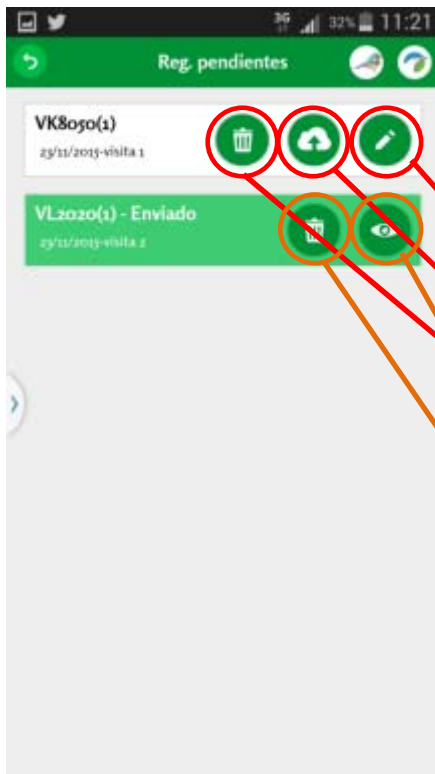 3G 32% 11:21
Reg. pendientes
VK8050(1)
23/11/2015-visita 1
VL2020(1) - Enviado
23/11/2015-visita 2